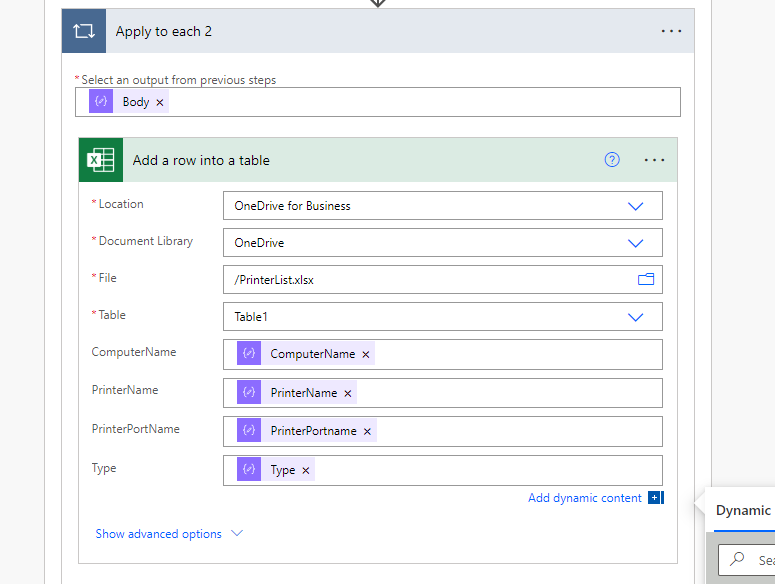 Apply to each 2
*Select an output from previous steps
Body ×
Add a row into a table
*Location OneDrive for Business
*Document Library OneDrive
*File /PrinterList.xlsx
*Table Table1
ComputerName ComputerName ×
PrinterName PrinterName ×
PrinterPortName PrinterPortname ×
Type Type ×
Add dynamic content
Show advanced options
Dynamic
Sea